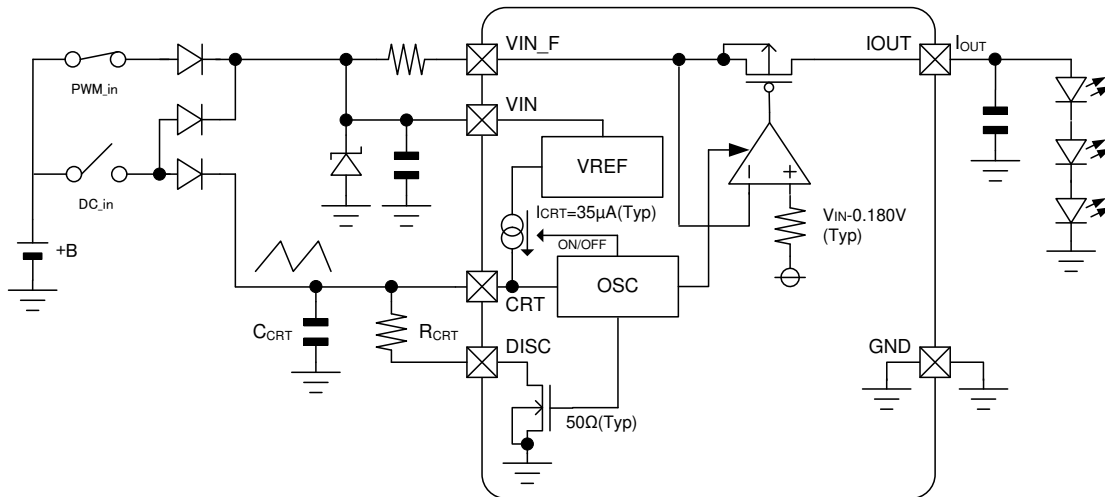 PWM_in
DC_in
+B
VIN_F
VIN
IOUT
IOUT
VREF
ICRT=35μA(Typ)
ON/OFF
VIN-0.180V
(Typ)
OSC
CRT
CCRT
RCRT
DISC
GND
50Ω(Typ)